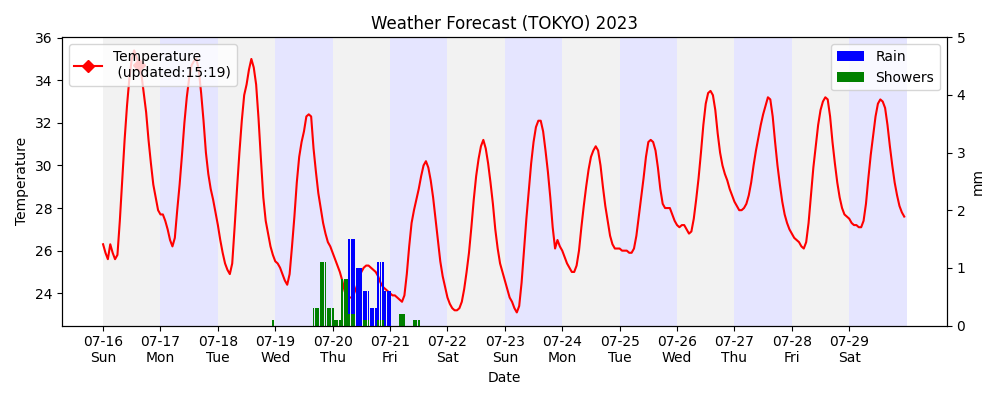 Weather Forecast (TOKYO) 2023
Temperature
(updated:15:19)
Rain
Showers
Temperature
mm
36
34
32
30
28
26
24
5
4
3
2
1
0
07-16 07-17 07-18 07-19 07-20 07-21 07-22 07-23 07-24 07-25 07-26 07-27 07-28 07-29
Sun Mon Tue Wed Thu Fri Sat Sun Mon Tue Wed Thu Fri Sat
Date